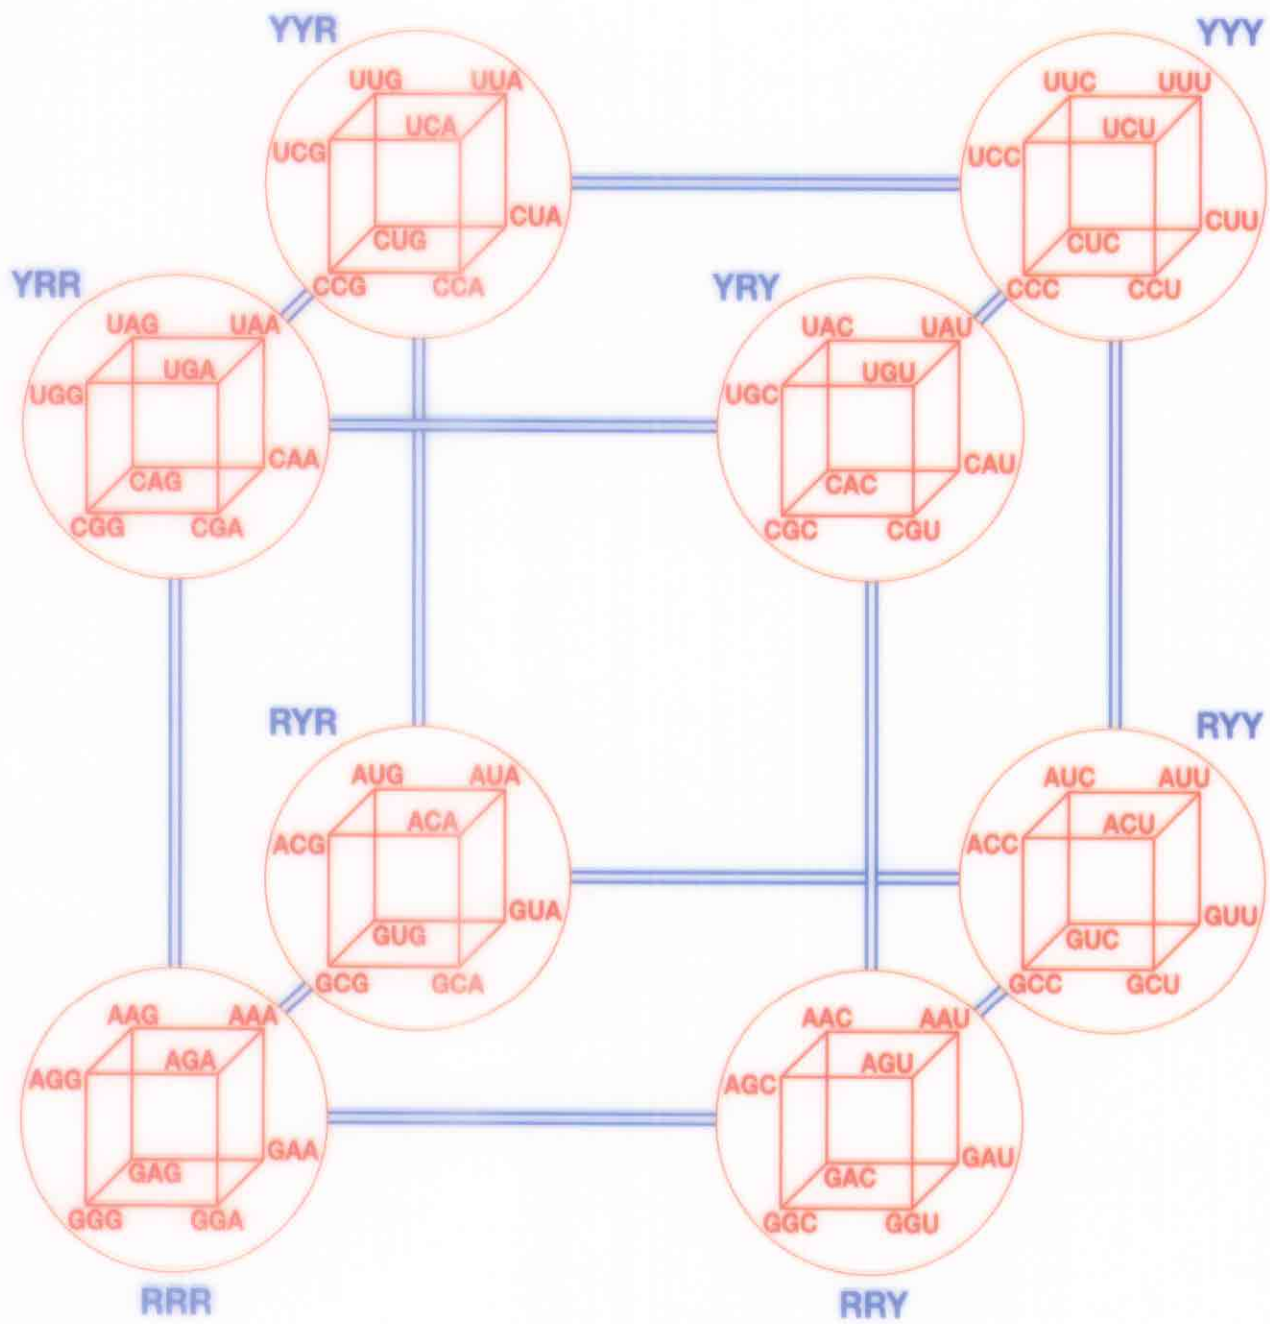 YYR YYY
UUG UUA UUC UUU
UCA UCU
UCG UCC
CUA CUU
CUG CUC
CCG CCA CCC CCU
YRR YRY
UAG UAA UAC UAU
UGA UGU
UGG UGC
CAA CAU
CAG CAC
CGG CGA CGC CGU
RYR RYY
AUG AUA AUC AUU
ACA ACU
ACG ACC
GUA GUU
GUG GUC
GCG GCA GCC GCU
AAG AAA AAC AAU
AGA AGU
AGG AGC
GAA GAU
GAG GAC
GGG GGA GGC GGU
RRR RRY